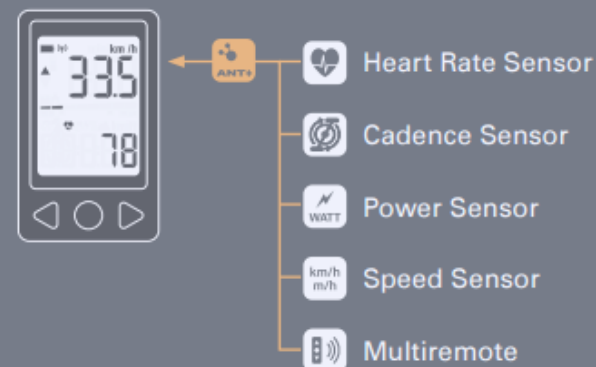 km/h
33.5
78
ANT+
Heart Rate Sensor
Cadence Sensor
WATT
Power Sensor
km/h
m/h
Speed Sensor
Multiremote